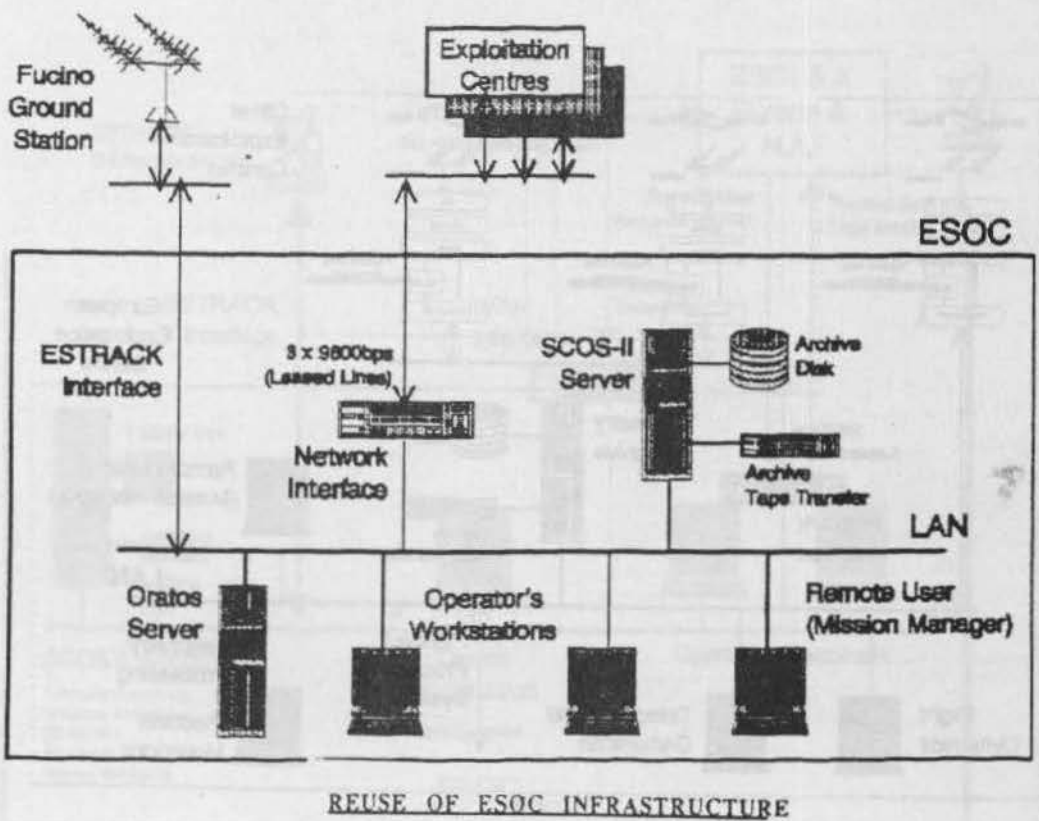 Fucino
Ground
Station
Exploitation
Centres
ESOC
ESTRACK
Interface
3 x 9600bps
(Leased Lines)
Network
Interface
SCOS-II
Server
Archive
Disk
Archive
Tape Transfer
LAN
Oratos
Server
Operator's
Workstations
Remote User
(Mission Manager)
REUSE OF ESOC INFRASTRUCTURE